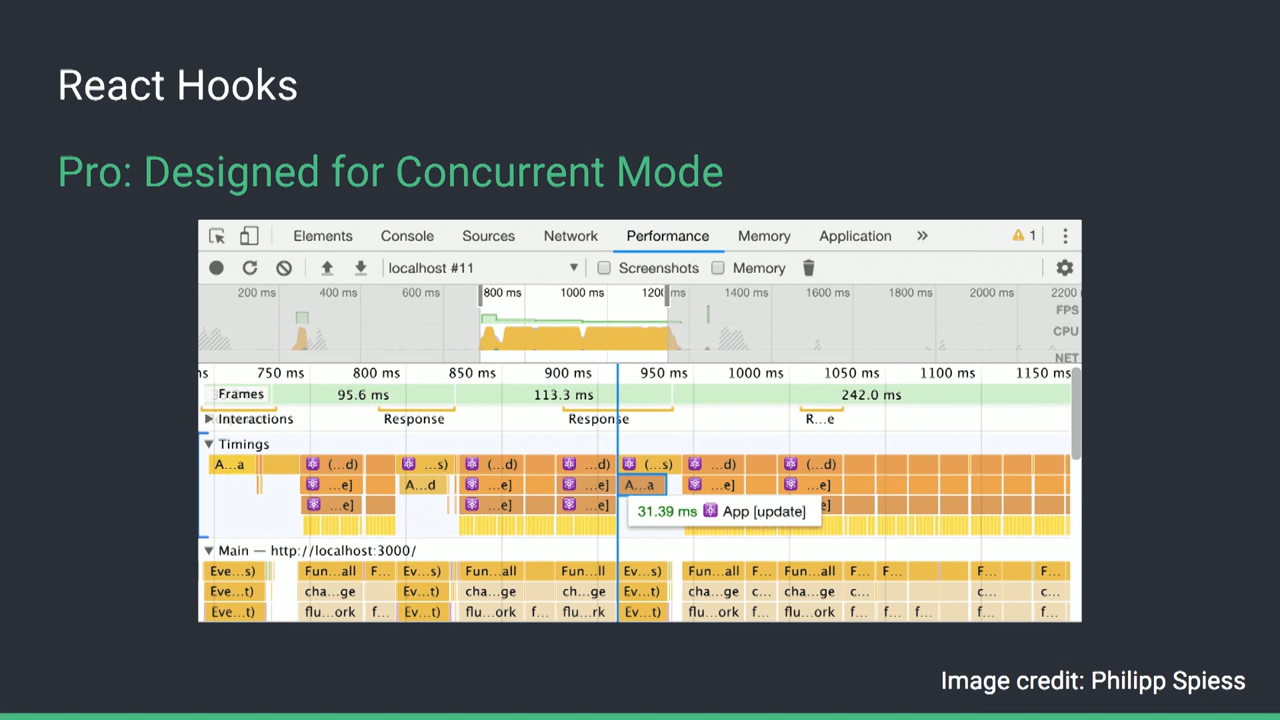 React Hooks
Pro: Designed for Concurrent Mode
Elements Console Sources Network Performance Memory Application » 1
localhost #11 Screenshots Memory
200 ms 400 ms 600 ms 800 ms 1000 ms 1200 ms 1400 ms 1600 ms 1800 ms 2000 ms 2200
FPS
CPU
NET
ns 750 ms 800 ms 850 ms 900 ms 950 ms 1000 ms 1050 ms 1100 ms 1150 ms
Frames 95.6 ms 113.3 ms 242.0 ms
Interactions Response Response R...e
Timings
A...a (...d) ...s) (...d) ...d) (...s) ...d) (...d)
...e] A...d ...e] ...e] A...a ...e] ...e]
...e] ...e] ...e] e]
31.39 ms App [update]
Main — http://localhost:3000/
Eve...s) Fun...all F... Ev...s) Fun...all Fun...ll Ev...s) Fun...all F... Fun...all F... F... F... F...
Eve...t) cha...ge Ev...t) cha...ge ch...ge Ev...t) cha...ge c... cha...ge c... c... c...
Eve...t) flu...ork f... Ev...t) flu...ork f... flu...rk Ev...t) flu...ork f... flu...ork f... f... f... f... f...
Image credit: Philipp Spiess